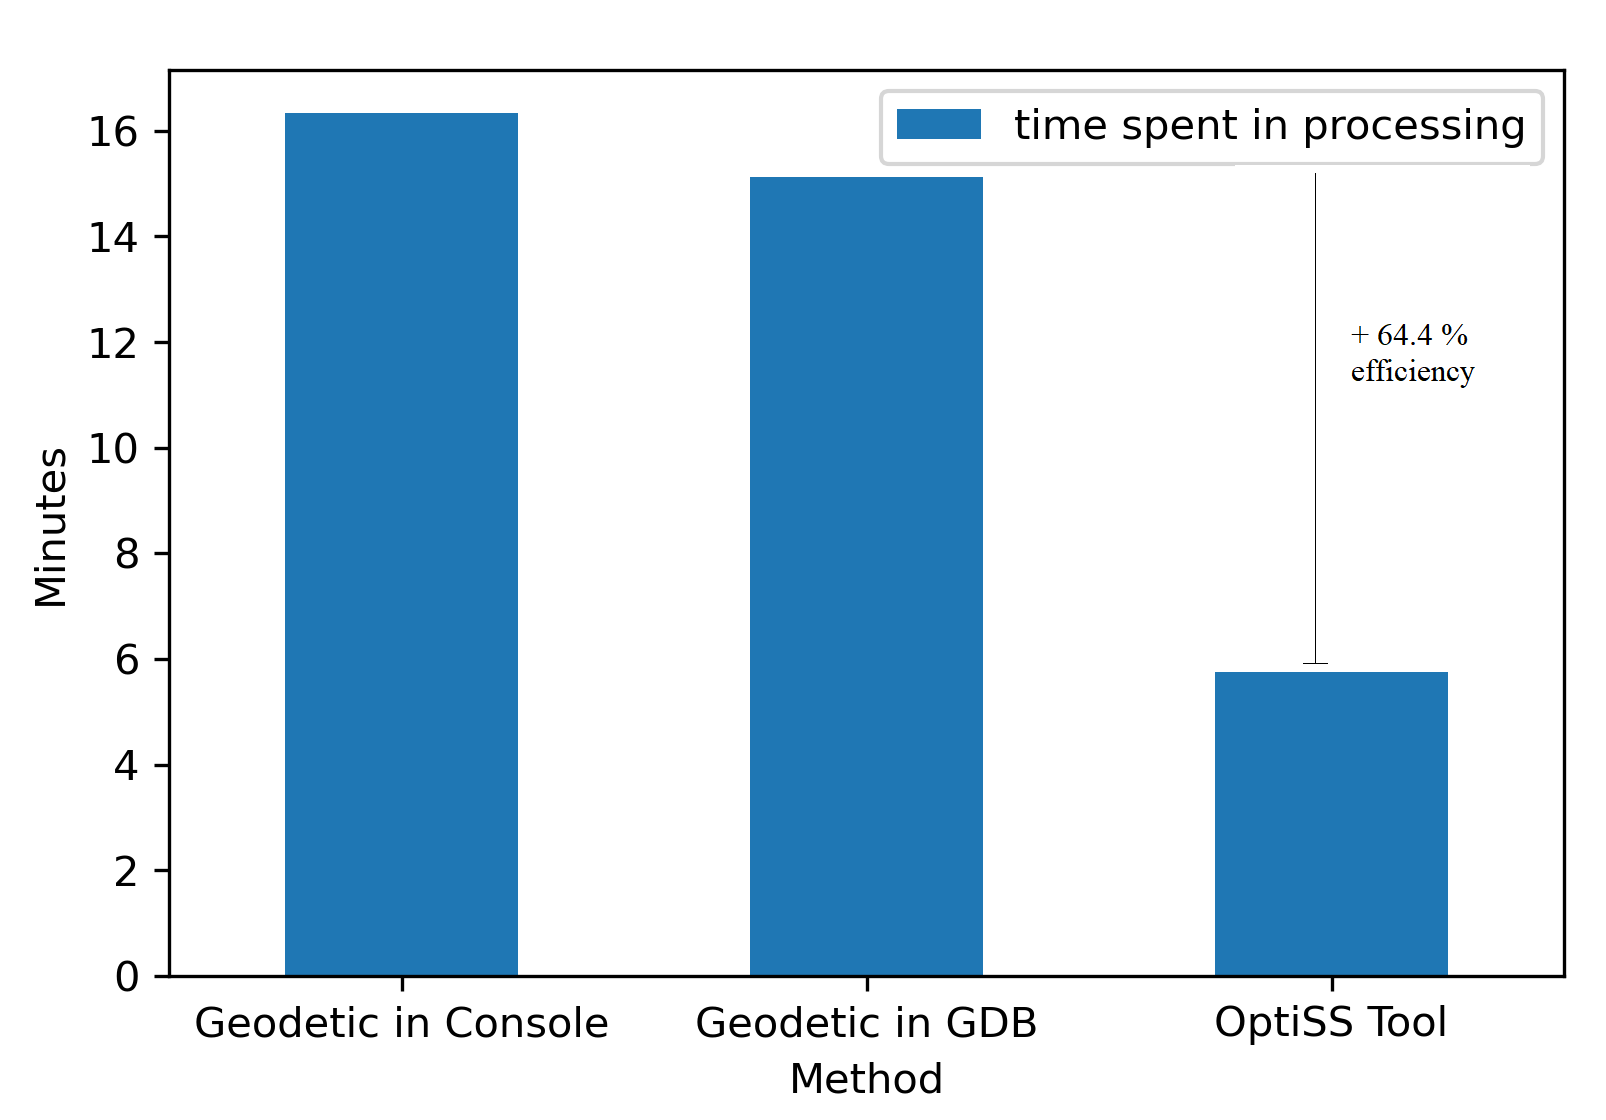 time spent in processing
16
14
12
10
8
6
4
2
0
+ 64.4 %
efficiency
Minutes
Geodetic in Console
Geodetic in GDB
OptiSS Tool
Method